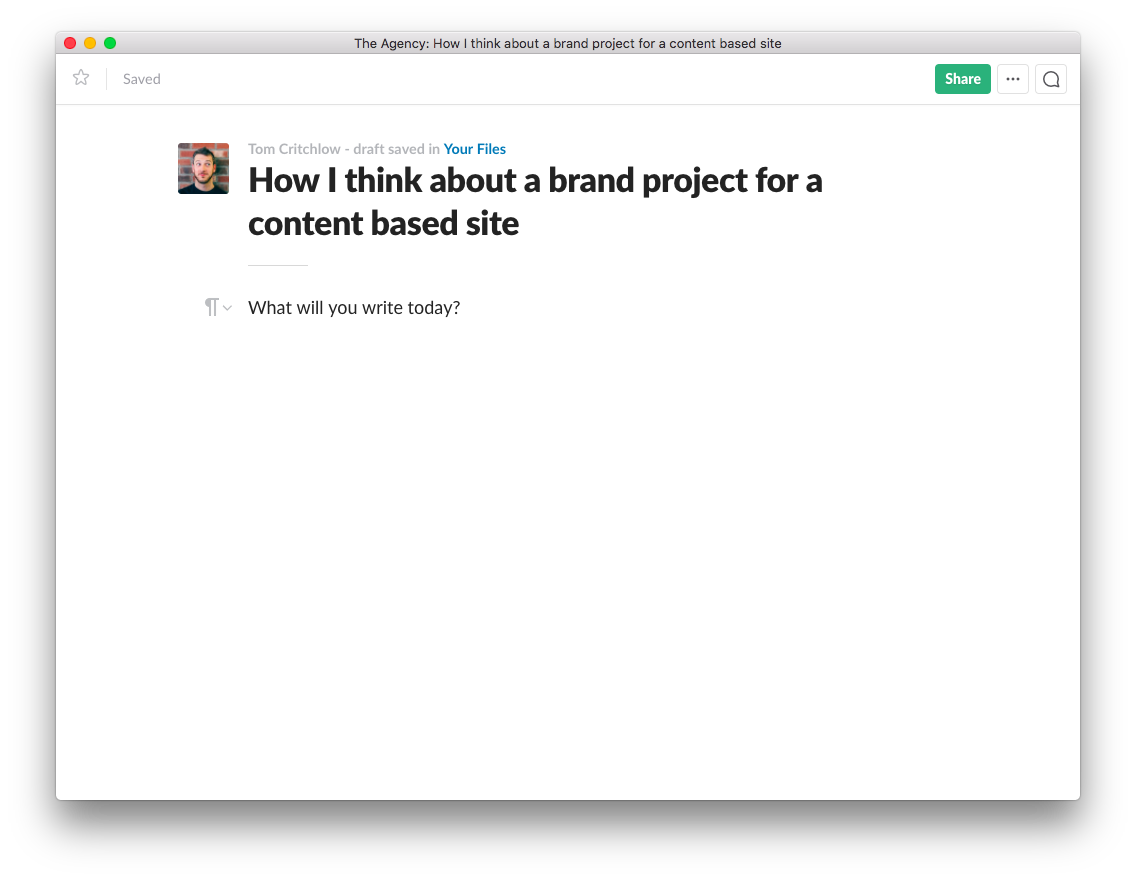 The Agency: How I think about a brand project for a content based site
Saved
Share
Tom Critchlow - draft saved in Your Files
How I think about a brand project for a
content based site
What will you write today?